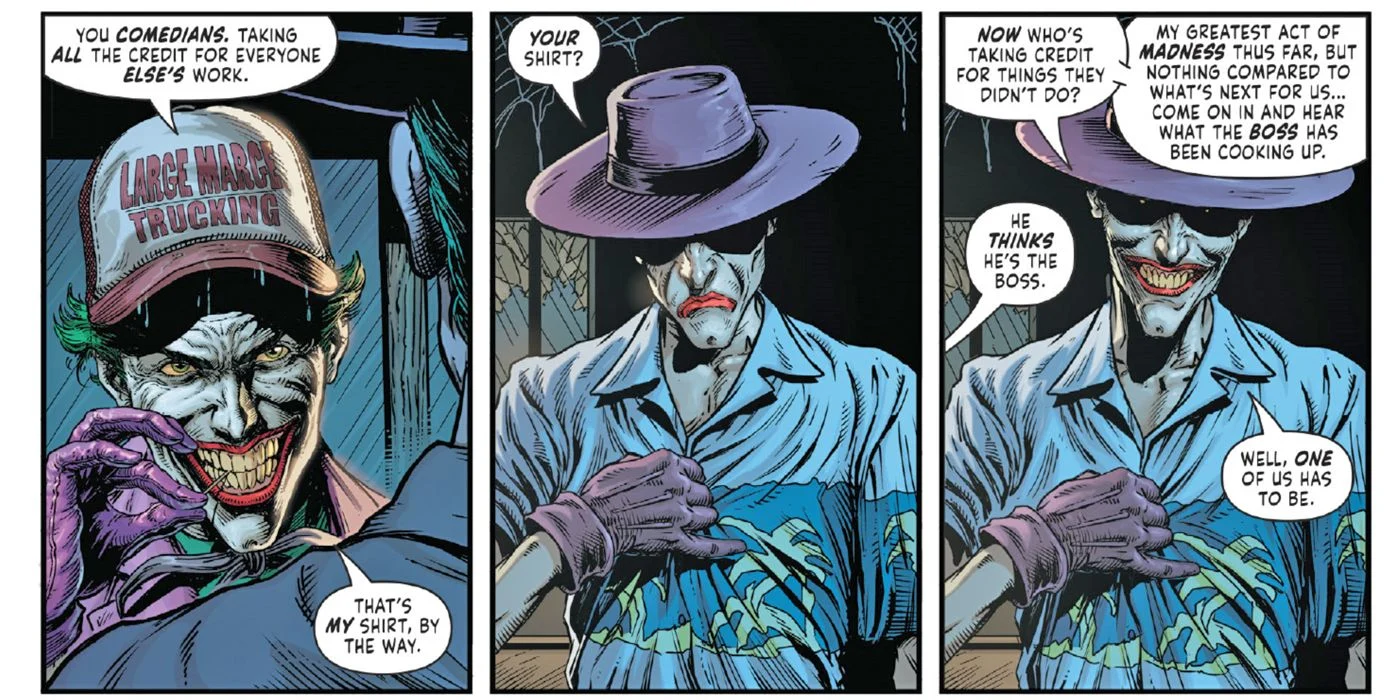 YOU COMEDIANS. TAKING
ALL THE CREDIT FOR EVERYONE
ELSE'S WORK.
LARGE MARGE
TRUCKING
THAT'S
MY SHIRT, BY
THE WAY.
YOUR
SHIRT?
NOW WHO'S
TAKING CREDIT
FOR THINGS THEY
DIDN'T DO?
MY GREATEST ACT OF
MADNESS THUS FAR, BUT
NOTHING COMPARED TO
WHAT'S NEXT FOR US...
COME ON IN AND HEAR
WHAT THE BOSS HAS
BEEN COOKING UP.
HE
THINKS
HE'S THE
BOSS.
WELL, ONE
OF US HAS
TO BE.